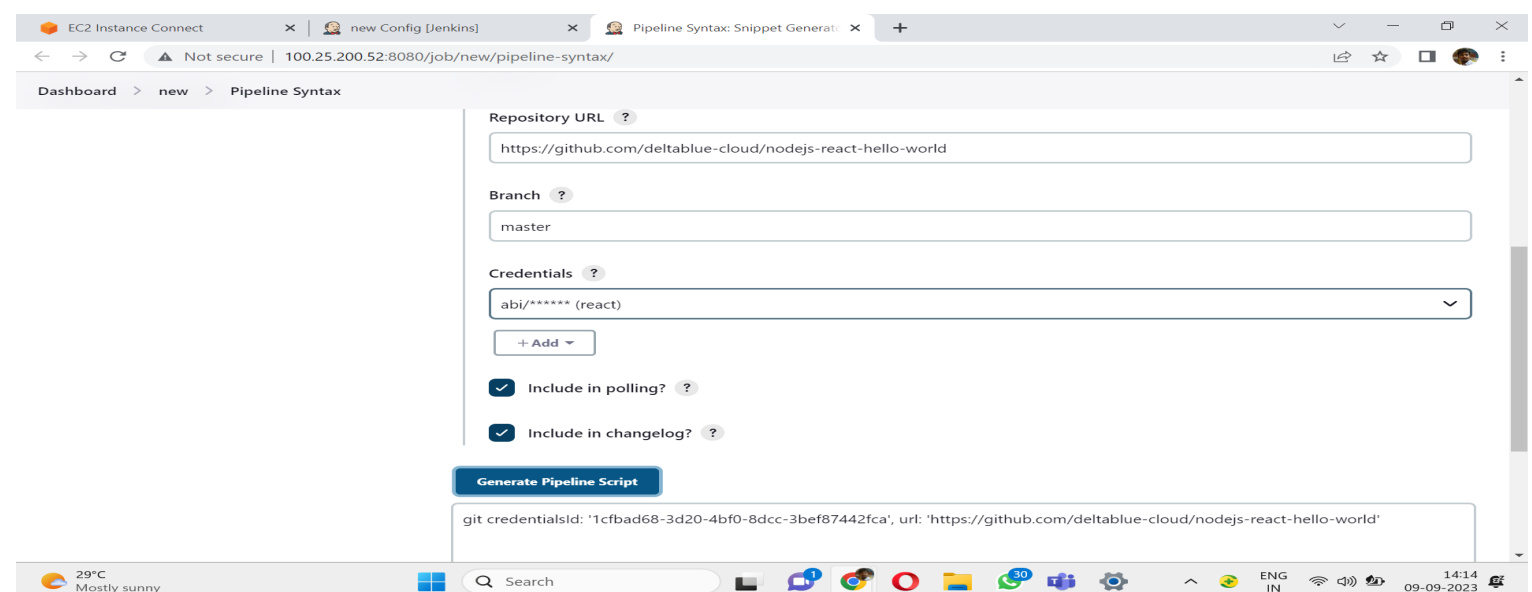 EC2 Instance Connect
new Config [Jenkins]
Pipeline Syntax: Snippet Generat
Not secure | 100.25.200.52:8080/job/new/pipeline-syntax/
Dashboard > new > Pipeline Syntax
Repository URL ?
https://github.com/deltablue-cloud/nodejs-react-hello-world
Branch ?
master
Credentials ?
abi/****** (react)
+ Add
Include in polling? ?
Include in changelog? ?
Generate Pipeline Script
git credentialsId: '1cfbad68-3d20-4bf0-8dcc-3bef87442fca', url: 'https://github.com/deltablue-cloud/nodejs-react-hello-world'
29°C
Mostly sunny
Search
1
30
ENG
IN
14:14
09-09-2023